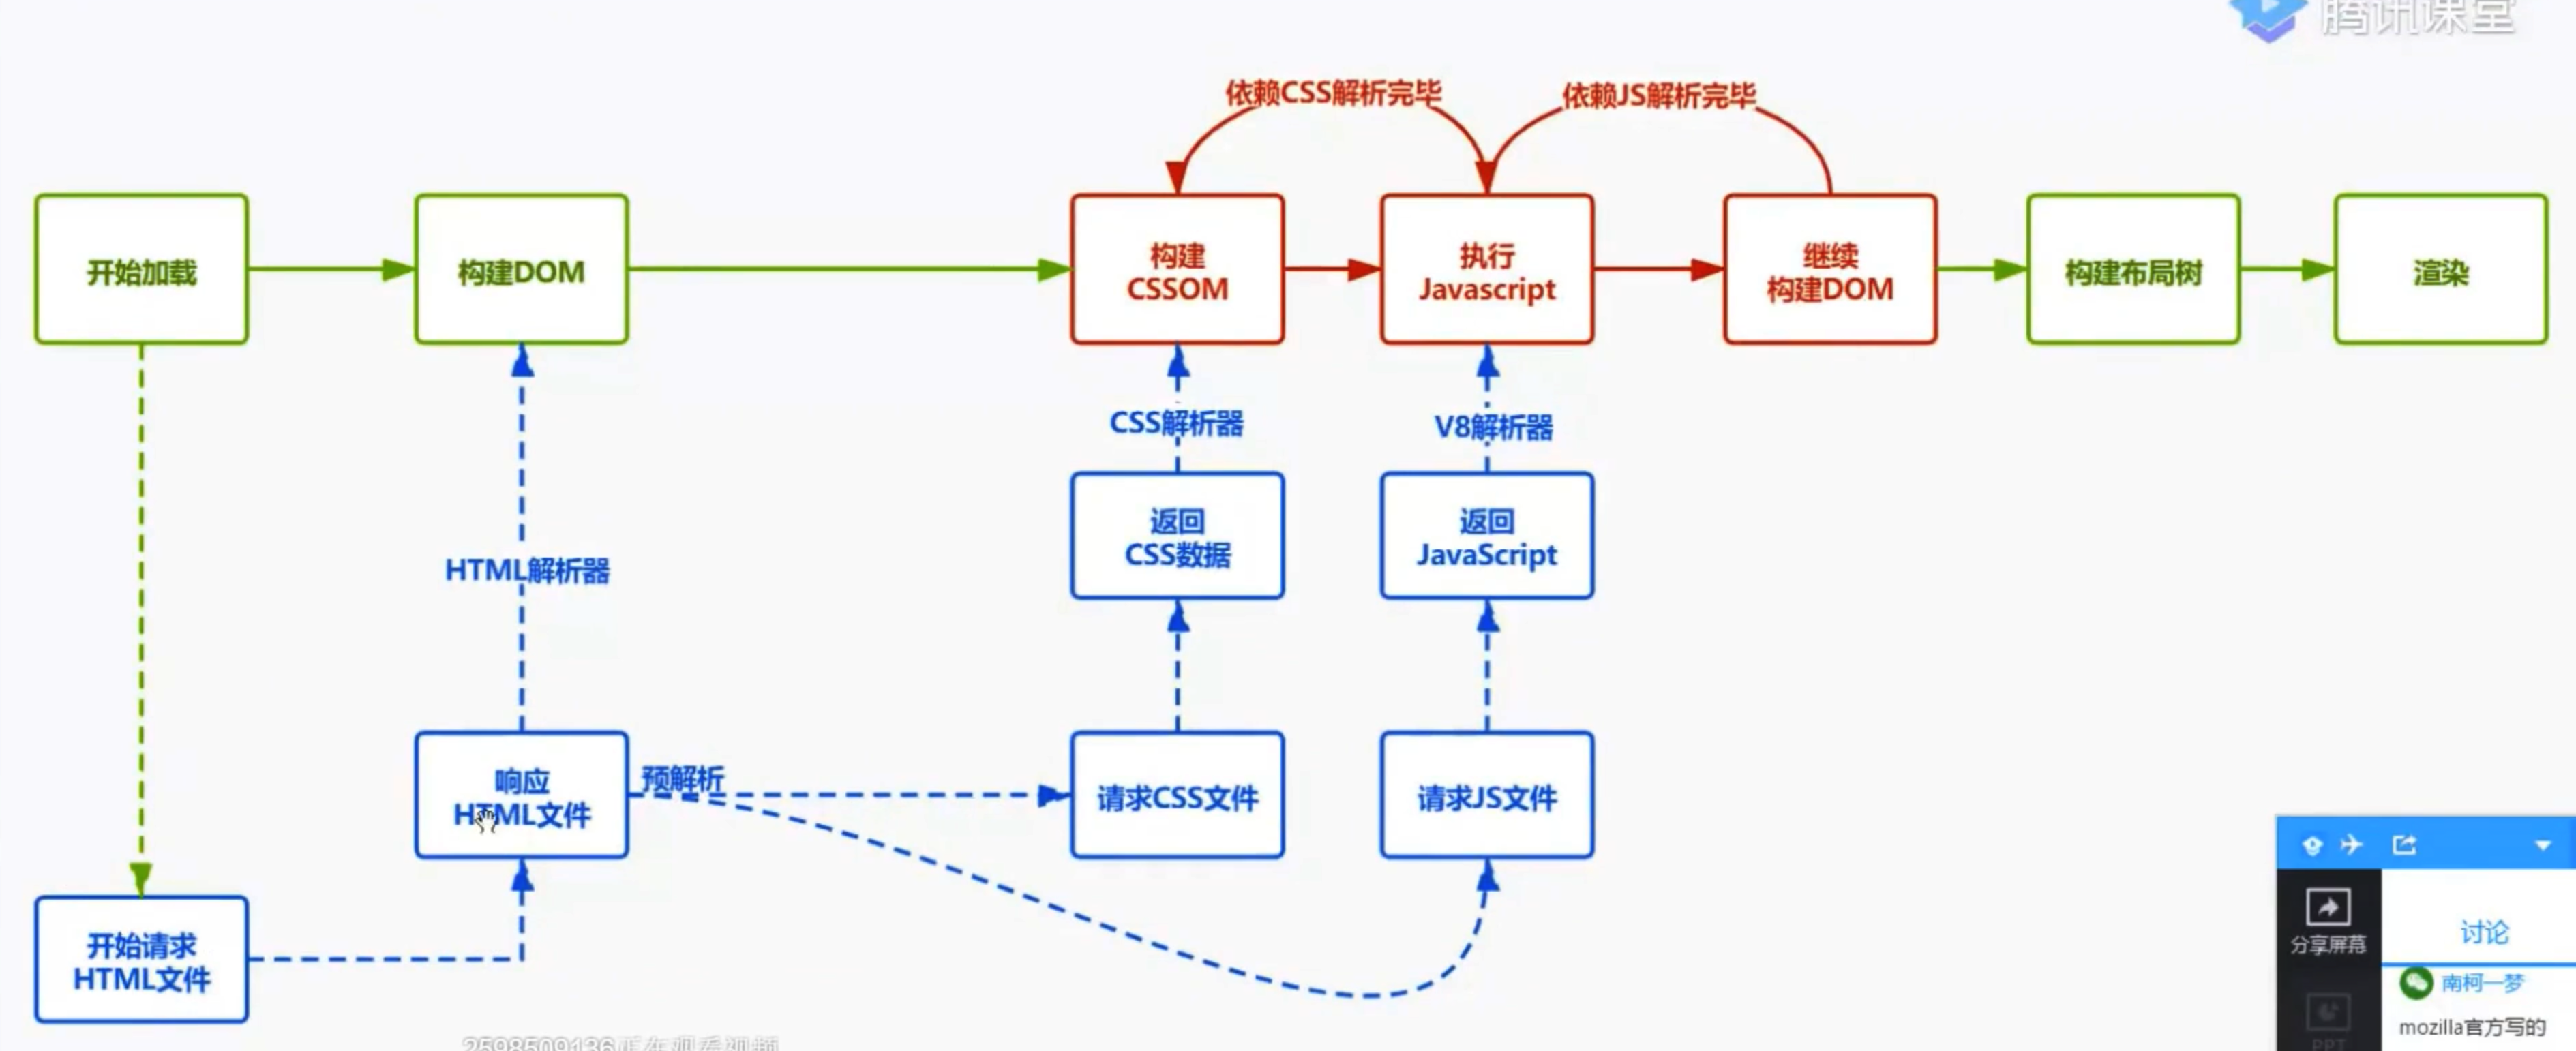 腾讯课堂
依赖CSS解析完毕
依赖JS解析完毕
开始加载
构建DOM
构建
CSSOM
执行
Javascript
继续
构建DOM
构建布局树
渲染
CSS解析器
V8解析器
返回
CSS数据
返回
JavaScript
HTML解析器
响应
HTML文件
预解析
请求CSS文件
请求JS文件
开始请求
HTML文件
分享屏幕
讨论
南柯一梦
mozilla官方写的
PPT
2598509136正在观看视频